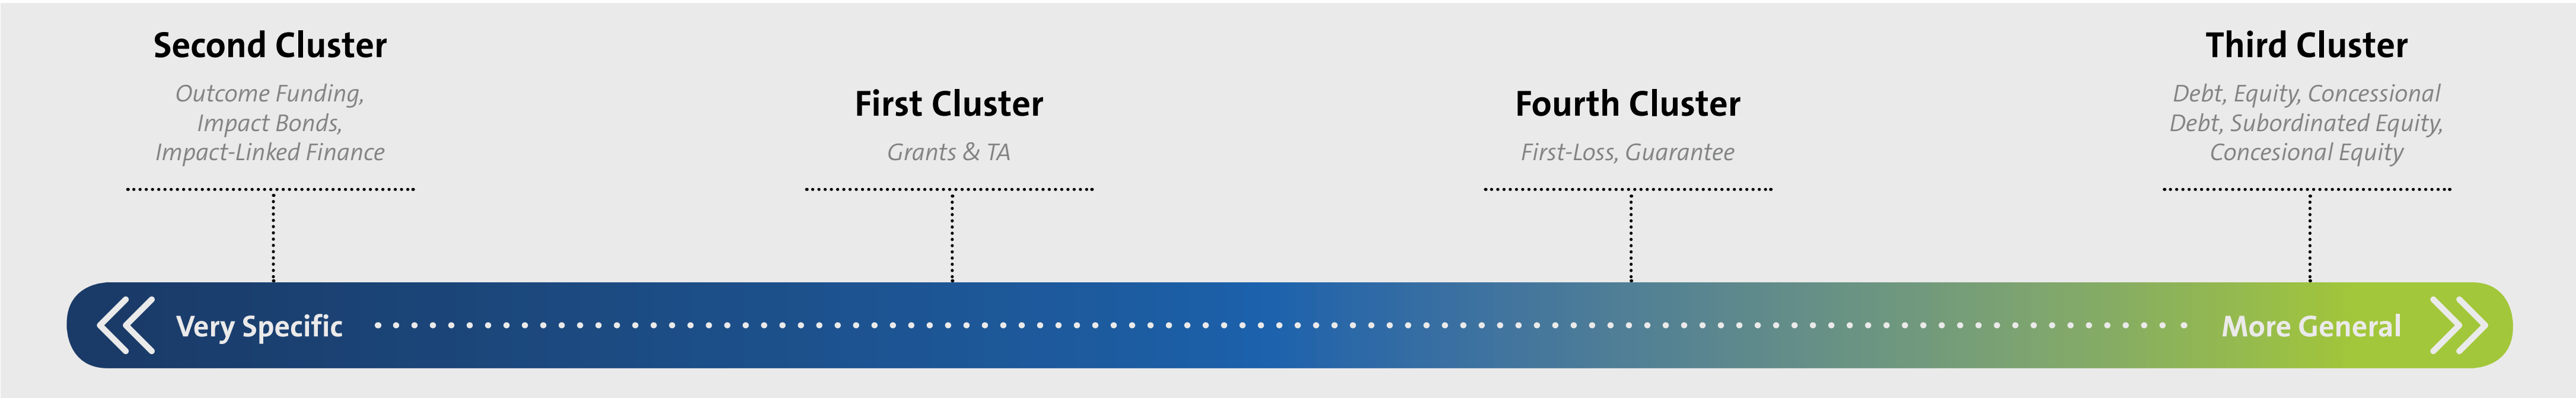 Second Cluster
Outcome Funding,
Impact Bonds,
Impact-Linked Finance
First Cluster
Grants & TA
Fourth Cluster
First-Loss, Guarantee
Third Cluster
Debt, Equity, Concessional
Debt, Subordinated Equity,
Concesional Equity
Very Specific
More General